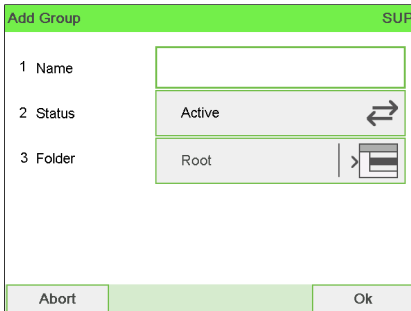 Add Group SUP
1 Name
2 Status Active
3 Folder Root
Abort Ok